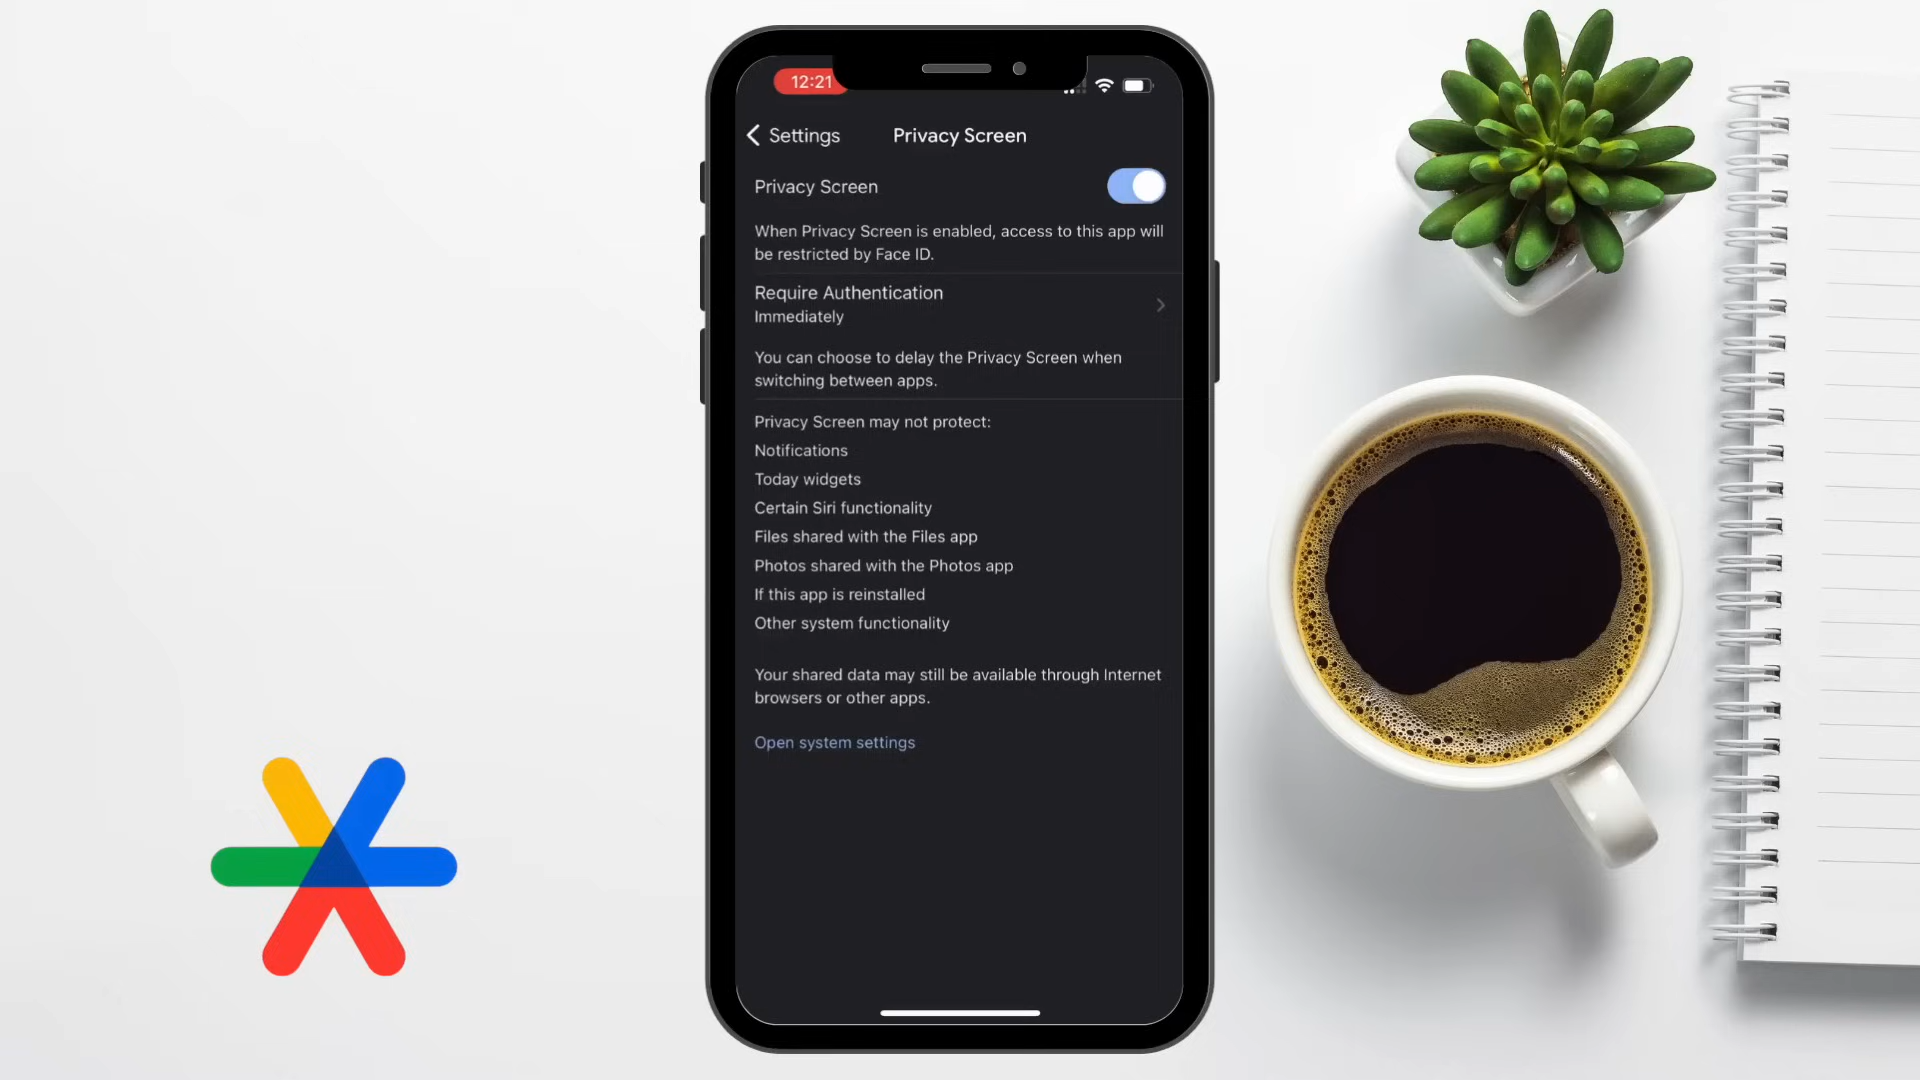 12:21
Settings
Privacy Screen
Privacy Screen
When Privacy Screen is enabled, access to this app will
be restricted by Face ID.
Require Authentication
Immediately
You can choose to delay the Privacy Screen when
switching between apps.
Privacy Screen may not protect:
Notifications
Today widgets
Certain Siri functionality
Files shared with the Files app
Photos shared with the Photos app
If this app is reinstalled
Other system functionality
Your shared data may still be available through Internet
browsers or other apps.
Open system settings